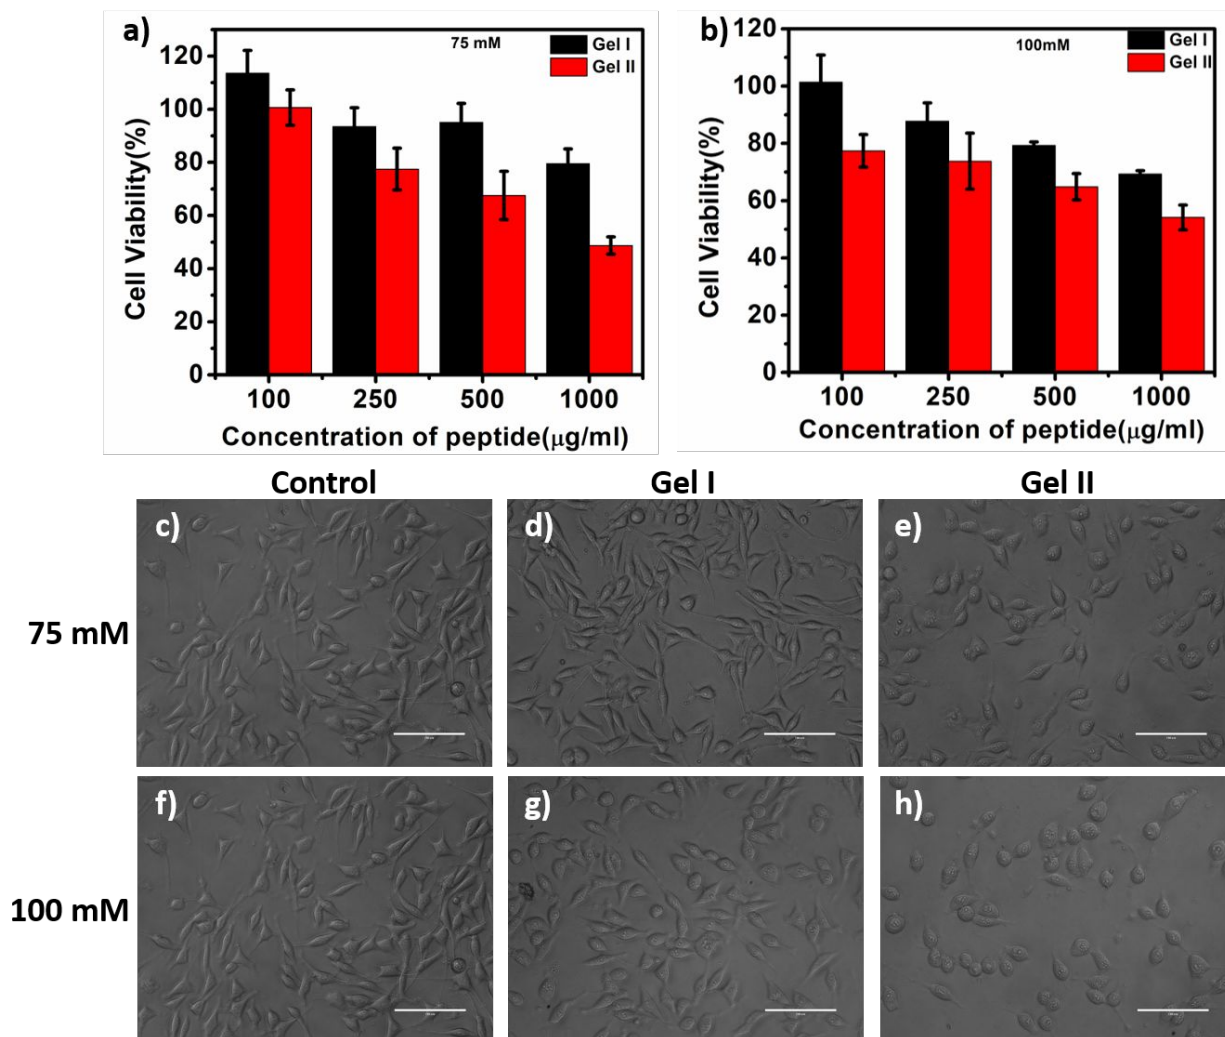 a)
75 mM
Gel I
Gel II
Cell Viability(%)
120
100
80
60
40
20
0
100 250 500 1000
Concentration of peptide(μg/ml)
b)
100mM
Gel I
Gel II
Cell Viability(%)
120
100
80
60
40
20
0
100 250 500 1000
Concentration of peptide(μg/ml)
Control Gel I Gel II
75 mM
c) d) e)
100 mM
f) g) h)